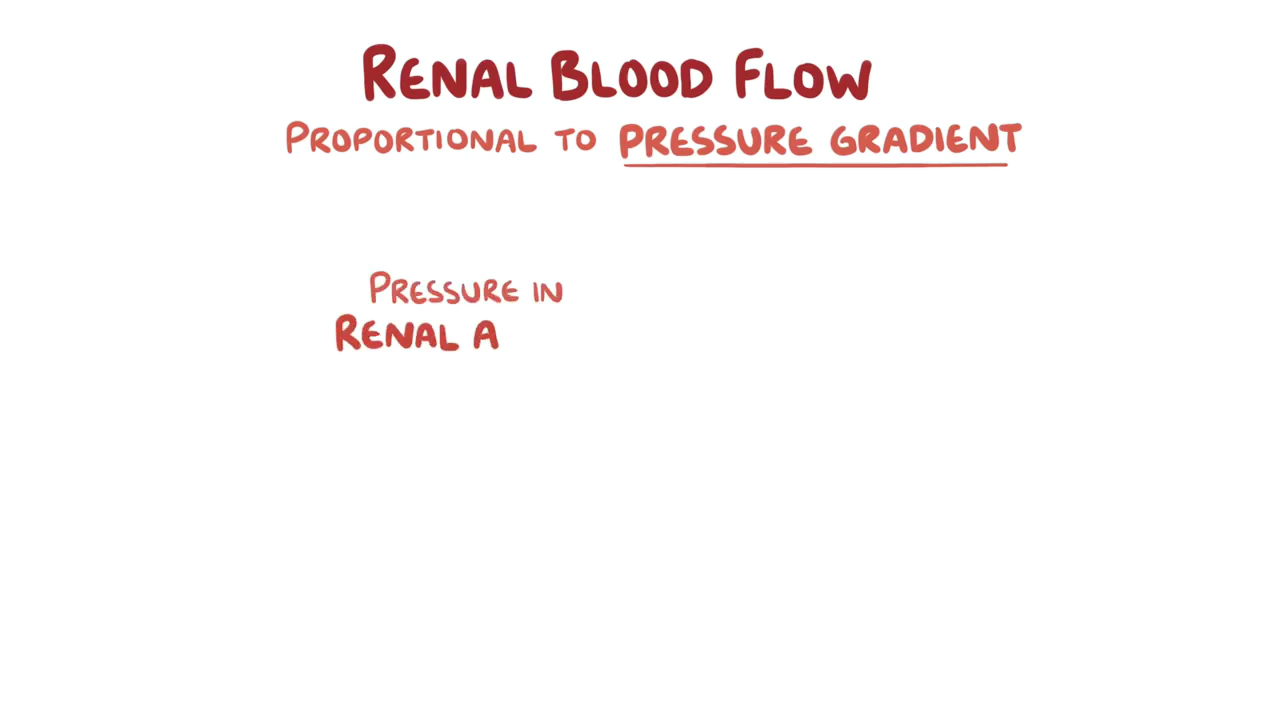 RENAL BLOOD FLOW
PROPORTIONAL TO PRESSURE GRADIENT
PRESSURE IN
RENAL A